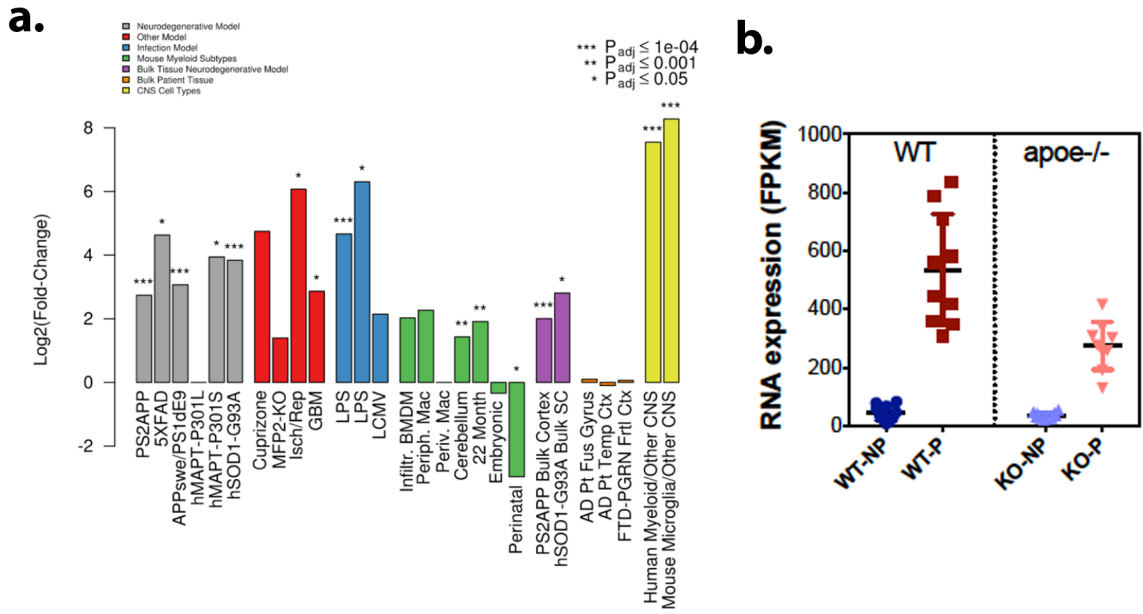 a.
Neurodegenerative Model
Other Model
Infection Model
Mouse Myeloid Subtypes
Bulk Tissue Neurodegenerative Model
Bulk Patient Tissue
CNS Cell Types
*** Padj ≤ 1e-04
** Padj ≤ 0.001
* Padj ≤ 0.05
Log2(Fold-Change)
8
6
4
2
0
-2
***
*
***
*
***
*
*
***
*
**
**
*
***
*
***
***
PS2APP
5XFAD
APPswe/PS1dE9
hMAPT-P301L
hMAPT-P301S
hSOD1-G93A
Cuprizone
MFP2-KO
Isch/Rep
GBM
LPS
LPS
LCMV
Infiltr. BMDM
Periph. Mac
Periv. Mac
Cerebellum
22 Month
Embryonic
Perinatal
PS2APP Bulk Cortex
hSOD1-G93A Bulk SC
AD Pt Fus Gyrus
AD Pt Temp Ctx
FTD-PGRN Frtl Ctx
Human Myeloid/Other CNS
Mouse Microglia/Other CNS
b.
RNA expression (FPKM)
1000
800
600
400
200
0
WT
apoe-/-
WT-NP
WT-P
KO-NP
KO-P